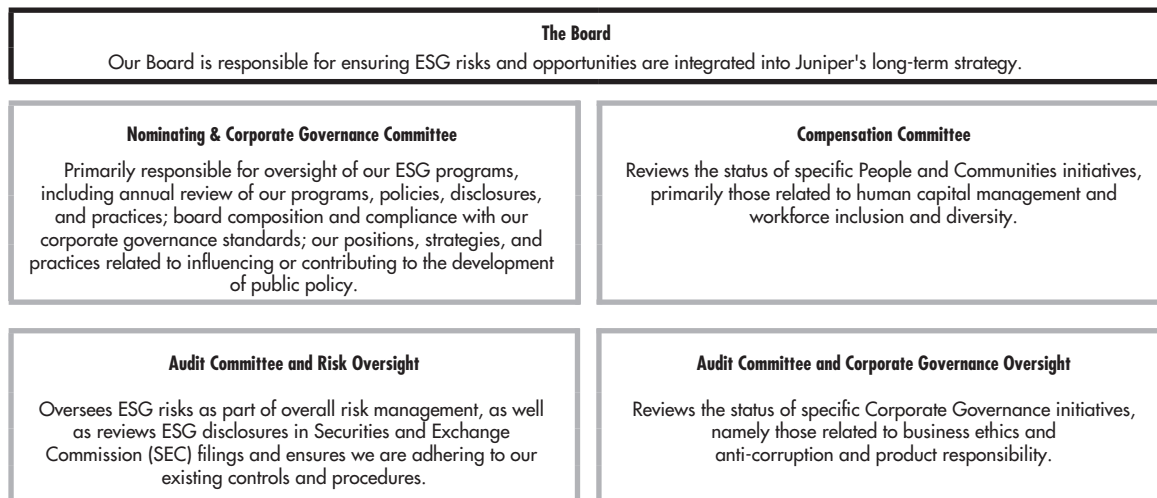 The Board
Our Board is responsible for ensuring ESG risks and opportunities are integrated into Juniper's long-term strategy.
Nominating & Corporate Governance Committee
Primarily responsible for oversight of our ESG programs,
including annual review of our programs, policies, disclosures,
and practices; board composition and compliance with our
corporate governance standards; our positions, strategies, and
practices related to influencing or contributing to the development
of public policy.
Compensation Committee
Reviews the status of specific People and Communities initiatives,
primarily those related to human capital management and
workforce inclusion and diversity.
Audit Committee and Risk Oversight
Oversees ESG risks as part of overall risk management, as well
as reviews ESG disclosures in Securities and Exchange
Commission (SEC) filings and ensures we are adhering to our
existing controls and procedures.
Audit Committee and Corporate Governance Oversight
Reviews the status of specific Corporate Governance initiatives,
namely those related to business ethics and
anti-corruption and product responsibility.